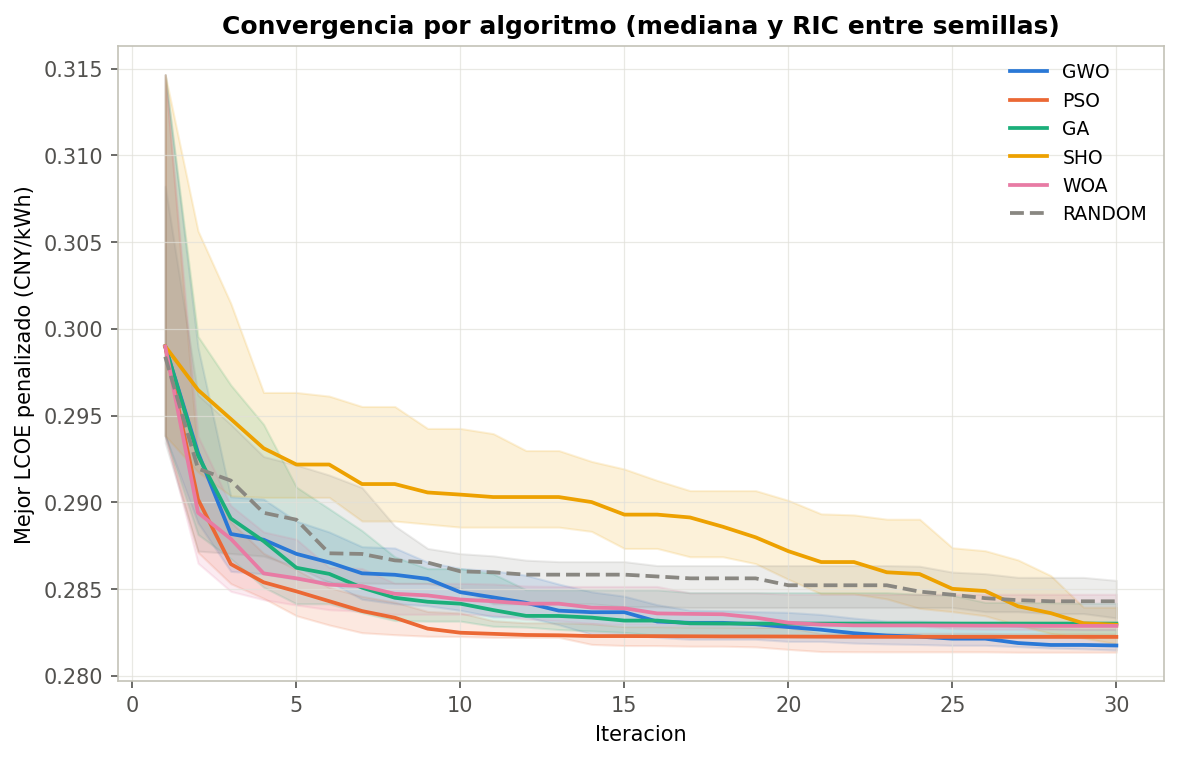 Convergencia por algoritmo (mediana y RIC entre semillas)
Mejor LCOE penalizado (CNY/kWh)
0.315
0.310
0.305
0.300
0.295
0.290
0.285
0.280
GWO
PSO
GA
SHO
WOA
RANDOM
0 5 10 15 20 25 30
Iteracion